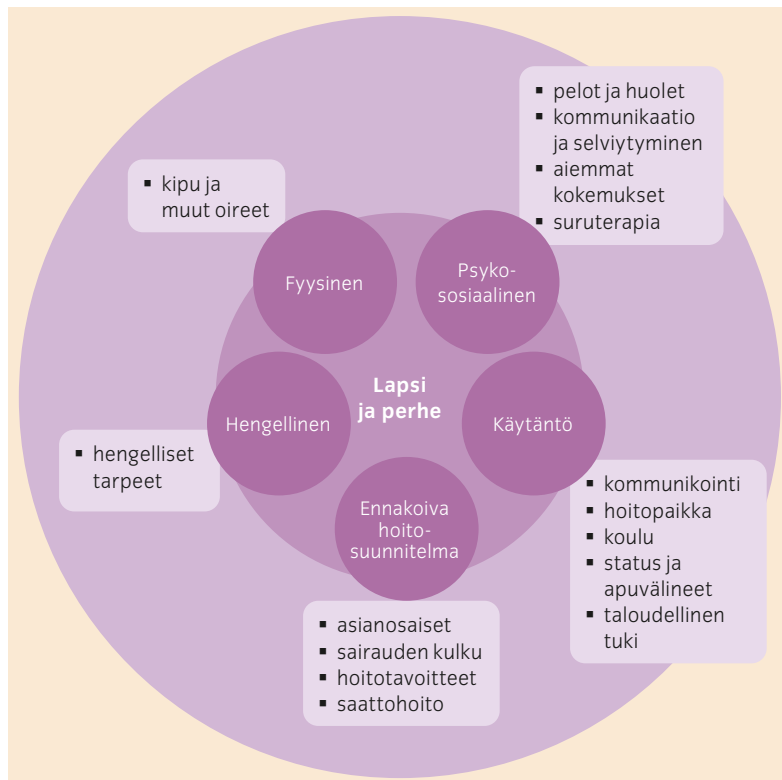 ▪ pelot ja huolet
▪ kommunikaatio
ja selviytyminen
▪ aiemmat
kokemukset
▪ suruterapia
▪ kipu ja
muut oireet
Fyysinen
Psyko-
sosiaalinen
Lapsi
ja perhe
Hengellinen
Käytäntö
▪ hengelliset
tarpeet
Ennakoiva
hoito-
suunnitelma
▪ kommunikointi
▪ hoitopaikka
▪ koulu
▪ status ja
apuvälineet
▪ taloudellinen
tuki
▪ asianosaiset
▪ sairauden kulku
▪ hoitotavoitteet
▪ saattohoito